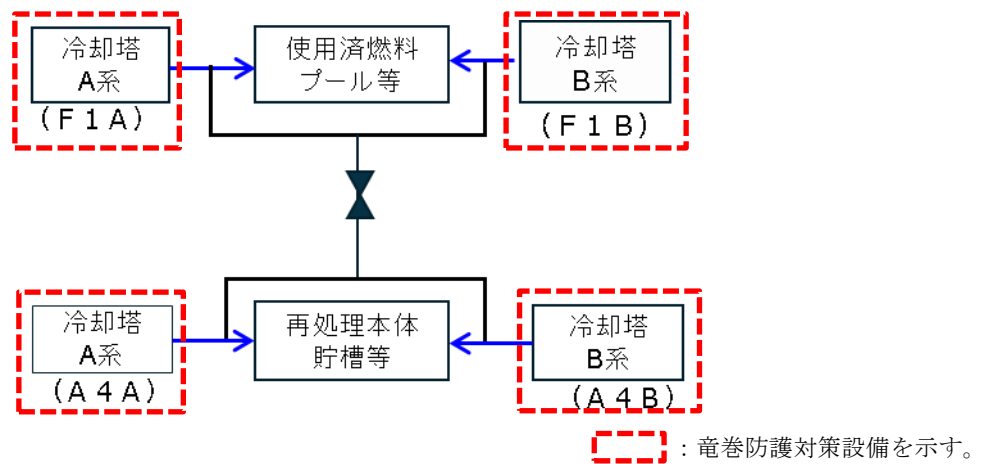 冷却塔
A系
(F1A)
使用済燃料
プール等
冷却塔
B系
(F1B)
冷却塔
A系
(A4A)
再処理本体
貯槽等
冷却塔
B系
(A4B)
：竜巻防護対策設備を示す。